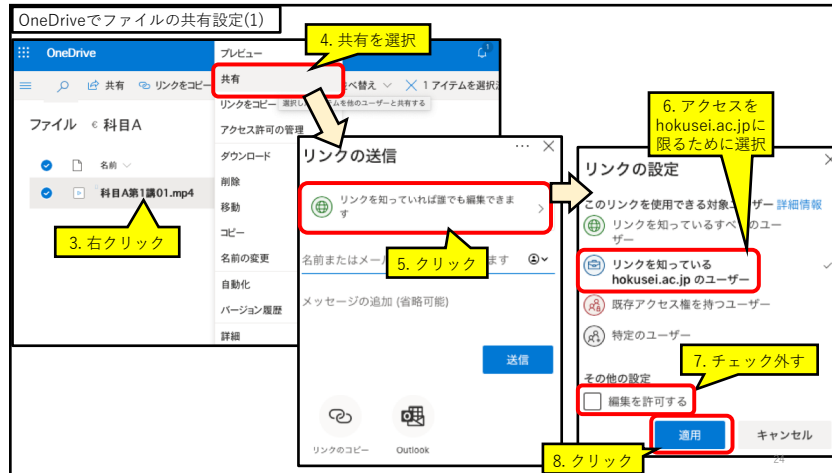 OneDriveでファイルの共有設定(1)
OneDrive
共有
リンクをコピー
べ替え
1 アイテムを選択
ファイル
科目A
名前
科目A第1講01.mp4
3. 右クリック
プレビュー
共有
リンクをコピー
アクセス許可の管理
ダウンロード
削除
移動
コピー
名前の変更
自動化
バージョン履歴
詳細
4. 共有を選択
リンクの送信
リンクを知っていれば誰でも編集できま
す
5. クリック
名前またはメー
ます
メッセージの追加 (省略可能)
送信
リンクのコピー
Outlook
6. アクセスを
hokusei.ac.jpに
限るために選択
リンクの設定
このリンクを使用できる対象ユーザー 詳細情報
リンクを知っているすべ
のユー
ザー
リンクを知っている
hokusei.ac.jp のユーザー
既存アクセス権を持つユーザー
特定のユーザー
7. チェック外す
その他の設定
編集を許可する
適用
キャンセル
8. クリック
24